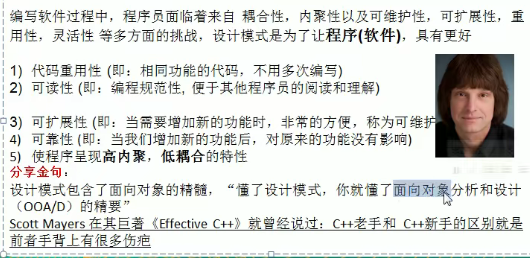 编写软件过程中，程序员面临着来自 耦合性，内聚性以及可维护性，可扩展性，重
用性，灵活性 等多方面的挑战，设计模式是为了让程序(软件)，具有更好
1) 代码重用性 (即：相同功能的代码，不用多次编写)
2) 可读性 (即：编程规范性, 便于其他程序员的阅读和理解)
3) 可扩展性 (即：当需要增加新的功能时，非常的方便，称为可维护
4) 可靠性 (即：当我们增加新的功能后，对原来的功能没有影响)
5) 使程序呈现高内聚，低耦合的特性
分享金句：
设计模式包含了面向对象的精髓，“懂了设计模式，你就懂了面向对象分析和设计
（OOA/D）的精要”
Scott Mayers 在其巨著《Effective C++》就曾经说过：C++老手和 C++新手的区别就是
前者手背上有很多伤疤